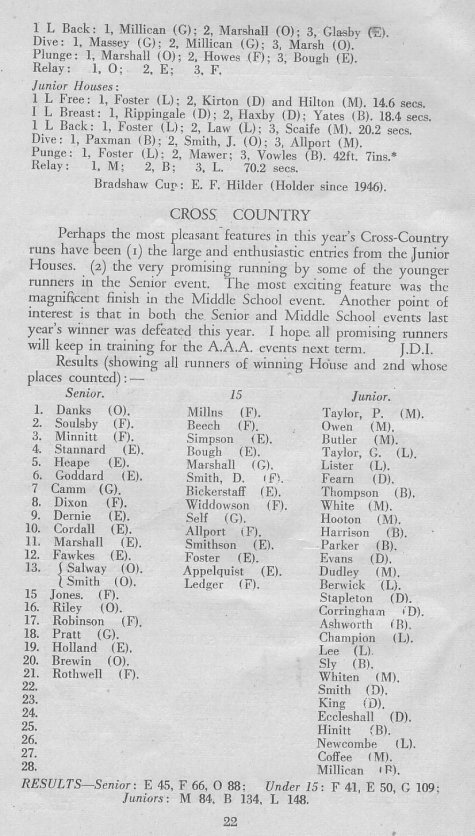 1 L Back: 1, Millican (G); 2, Marshall (O); 3, Glasby (E).
Dive: 1, Massey (G); 2, Millican (G); 3, Marsh (O).
Plunge: 1, Marshall (O); 2, Howes (F); 3, Bough (E).
Relay: 1, O; 2, E; 3, F.
Junior Houses:
1 L Free: 1, Foster (L); 2, Kirton (D) and Hilton (M). 14.6 secs.
1 L Breast: 1, Rippingale (D); 2, Haxby (D); Yates (B). 18.4 secs.
1 L Back: 1, Foster (L); 2, Law (L); 3, Scaife (M). 20.2 secs.
Dive: 1, Paxman (B); 2, Smith, J. (O); 3, Allport (M).
Punge: 1, Foster (L); 2, Mawer; 3, Vowles (B). 42ft. 7ins.*
Relay: 1, M; 2, B; 3, L. 70.2 secs.
Bradshaw Cup: E. F. Hilder (Holder since 1946).
CROSS COUNTRY
Perhaps the most pleasant features in this year's Cross-Country
runs have been (1) the large and enthusiastic entries from the Junior
Houses. (2) the very promising running by some of the younger
runners in the Senior event. The most exciting feature was the
magnificent finish in the Middle School event. Another point of
interest is that in both the Senior and Middle School events last
year's winner was defeated this year. I hope all promising runners
will keep in training for the A.A.A. events next term. J.D.I.
Results (showing all runners of winning House and 2nd whose
places counted):—
Senior. 15 Junior.
1. Danks (O). Millns (F). Taylor, P. (M).
2. Soulsby (F). Beech (F). Owen (M).
3. Minnitt (F). Simpson (E). Butler (M).
4. Stannard (E). Bough (E). Taylor, G. (L).
5. Heape (E). Marshall (G). Lister (L).
6. Goddard (E). Smith, D. (F). Fearn (D).
7 Camm (G). Bickerstaff (E). Thompson (B).
8. Dixon (F). Widdowson (F). White (M).
9. Dernie (E). Self (G). Hooton (M).
10. Cordall (E). Allport (F). Harrison (B).
11. Marshall (E). Smithson (E). Parker (B).
12. Fawkes (E). Foster (E). Evans (D).
13. { Salway (O). Appelquist (E). Dudley (M).
{ Smith (O). Ledger (F). Berwick (L).
15 Jones. (F). Stapleton (D).
16. Riley (O). Corringham (D).
17. Robinson (F). Ashworth (B).
18. Pratt (G). Champion (L).
19. Holland (E). Lee (L).
20. Brewin (O). Sly (B).
21. Rothwell (F). Whiten (M).
22. Smith (D).
23. King (D).
24. Eccleshall (D).
25. Hinitt (B).
26. Newcombe (L).
27. Coffee (M).
28. Millican (B).
RESULTS—Senior: E 45, F 66, O 88; Under 15: F 41, E 50, G 109;
Juniors: M 84, B 134, L 148.
22